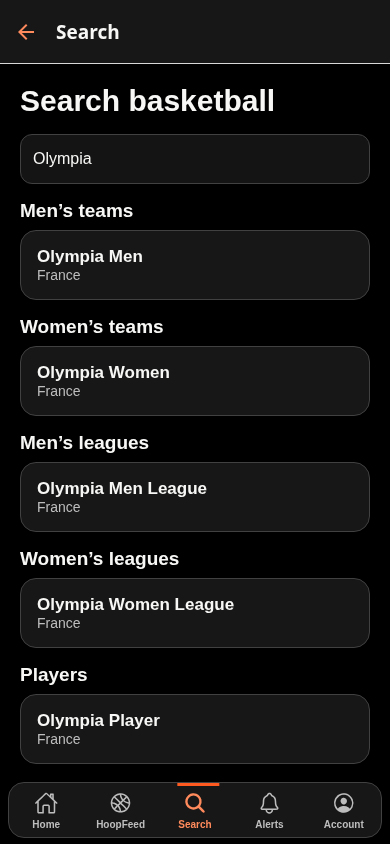 Search
Search basketball
Olympia
Men’s teams
Olympia Men
France
Women’s teams
Olympia Women
France
Men’s leagues
Olympia Men League
France
Women’s leagues
Olympia Women League
France
Players
Olympia Player
France
Home HoopFeed Search Alerts Account